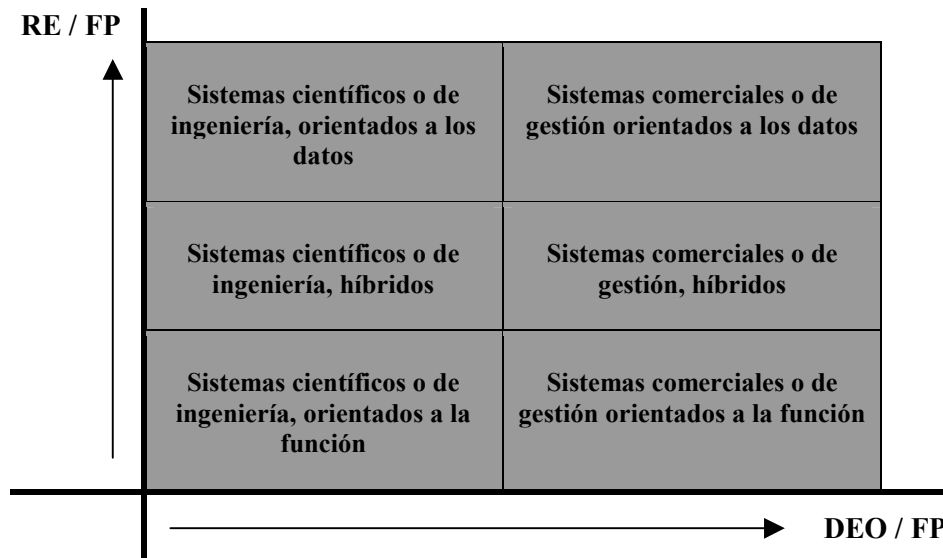 RE / FP
Sistemas científicos o de
ingeniería, orientados a los
datos
Sistemas comerciales o de
gestión orientados a los datos
Sistemas científicos o de
ingeniería, híbridos
Sistemas comerciales o de
gestión, híbridos
Sistemas científicos o de
ingeniería, orientados a la
función
Sistemas comerciales o de
gestión orientados a la función
DEO / FP